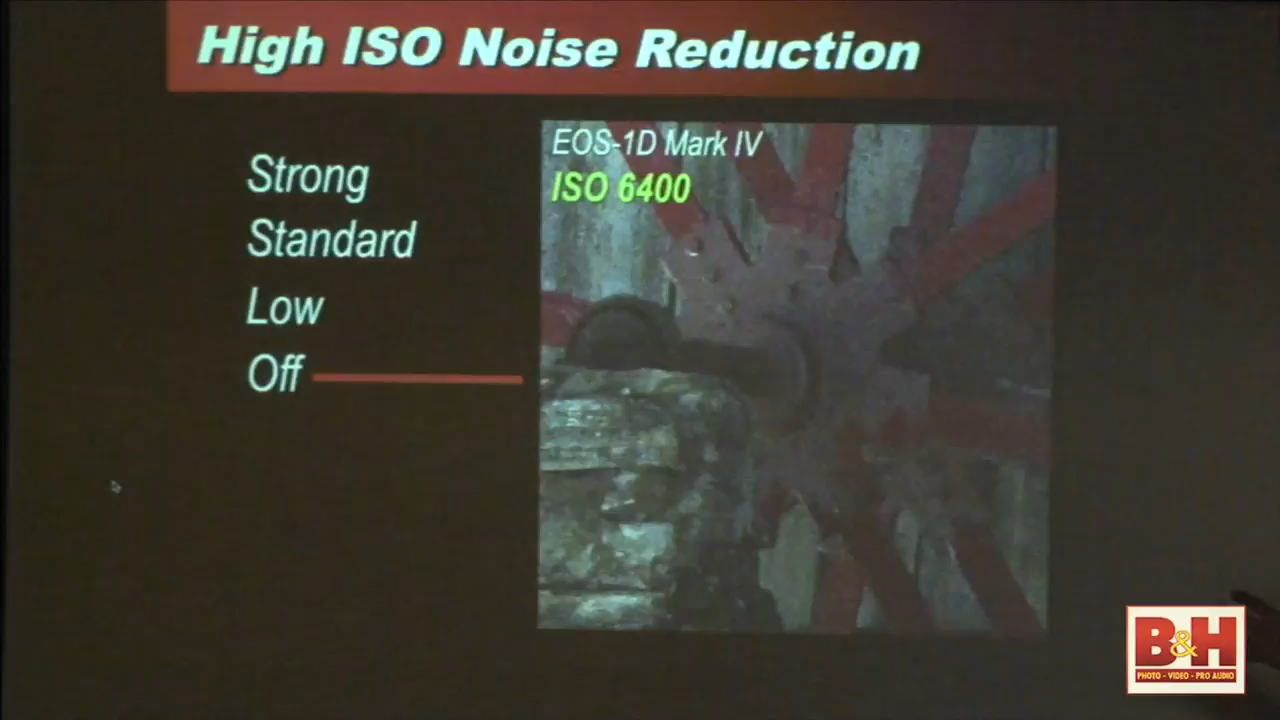 High ISO Noise Reduction
Strong
Standard
Low
Off
EOS-1D Mark IV
ISO 6400
B&H
PHOTO - VIDEO - PRO AUDIO